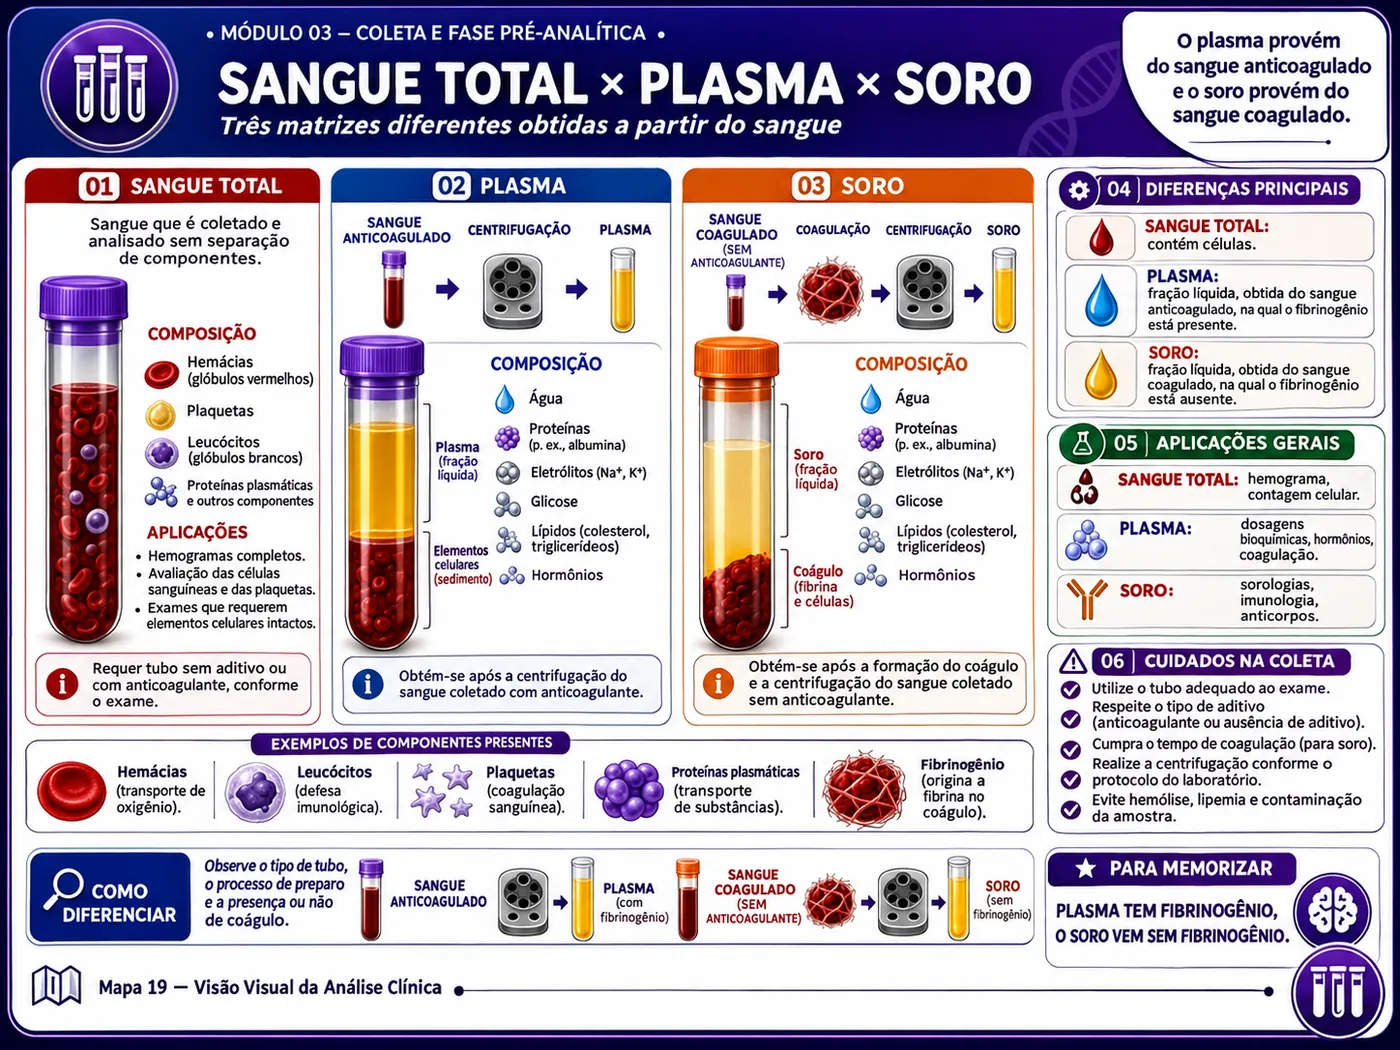 • MÓDULO 03 – COLETA E FASE PRÉ-ANALÍTICA •
SANGUE TOTAL × PLASMA × SORO
Três matrizes diferentes obtidas a partir do sangue
O plasma provém
do sangue anticoagulado
e o soro provém do
sangue coagulado.
01 SANGUE TOTAL
Sangue que é coletado e
analisado sem separação
de componentes.
COMPOSIÇÃO
Hemácias
(glóbulos vermelhos)
Plaquetas
Leucócitos
(glóbulos brancos)
Proteínas plasmáticas
e outros componentes
APLICAÇÕES
• Hemogramas completos.
• Avaliação das células
sanguíneas e das plaquetas.
• Exames que requerem
elementos celulares intactos.
Requer tubo sem aditivo ou
com anticoagulante, conforme
o exame.
02 PLASMA
SANGUE
ANTICOAGULADO
CENTRIFUGAÇÃO
PLASMA
Plasma
(fração
líquida)
Elementos
celulares
(sedimento)
COMPOSIÇÃO
Água
Proteínas
(p. ex., albumina)
Eletrólitos (Na⁺, K⁺)
Glicose
Lípidos (colesterol,
triglicerídeos)
Hormônios
Obtém-se após a centrifugação do
sangue coletado com anticoagulante.
03 SORO
SANGUE
COAGULADO
(SEM
ANTICOAGULANTE)
COAGULAÇÃO
CENTRIFUGAÇÃO
SORO
Soro
(fração
líquida)
Coágulo
(fibrina
e células)
COMPOSIÇÃO
Água
Proteínas
(p. ex., albumina)
Eletrólitos (Na⁺, K⁺)
Glicose
Lípidos (colesterol,
triglicerídeos)
Hormônios
Obtém-se após a formação do coágulo
e a centrifugação do sangue coletado
sem anticoagulante.
04 DIFERENÇAS PRINCIPAIS
SANGUE TOTAL:
contém células.
PLASMA:
fração líquida, obtida do sangue
anticoagulado, na qual o fibrinogênio
está presente.
SORO:
fração líquida, obtida do sangue
coagulado, na qual o fibrinogênio
está ausente.
05 APLICAÇÕES GERAIS
SANGUE TOTAL: hemograma,
contagem celular.
PLASMA: dosagens
bioquímicas, hormônios,
coagulação.
SORO: sorologias,
imunologia,
anticorpos.
06 CUIDADOS NA COLETA
Utilize o tubo adequado ao exame.
Respeite o tipo de aditivo
(anticoagulante ou ausência de aditivo).
Cumpra o tempo de coagulação (para soro).
Realize a centrifugação conforme o
protocolo do laboratório.
Evite hemólise, lipemia e contaminação
da amostra.
EXEMPLOS DE COMPONENTES PRESENTES
Hemácias
(transporte de
oxigênio).
Leucócitos
(defesa
imunológica).
Plaquetas
(coagulação
sanguínea).
Proteínas plasmáticas
(transporte
de substâncias).
Fibrinogênio
(origina a
fibrina no
coágulo).
COMO
DIFERENCIAR
Observe o tipo de tubo,
o processo de preparo
e a presença ou não
de coágulo.
SANGUE
ANTICOAGULADO
PLASMA
(com
fibrinogênio)
SANGUE
COAGULADO
(SEM
ANTICOAGULANTE)
SORO
(sem
fibrinogênio)
PARA MEMORIZAR
PLASMA TEM FIBRINOGÊNIO,
O SORO VEM SEM FIBRINOGÊNIO.
Mapa 19 — Visão Visual da Análise Clínica